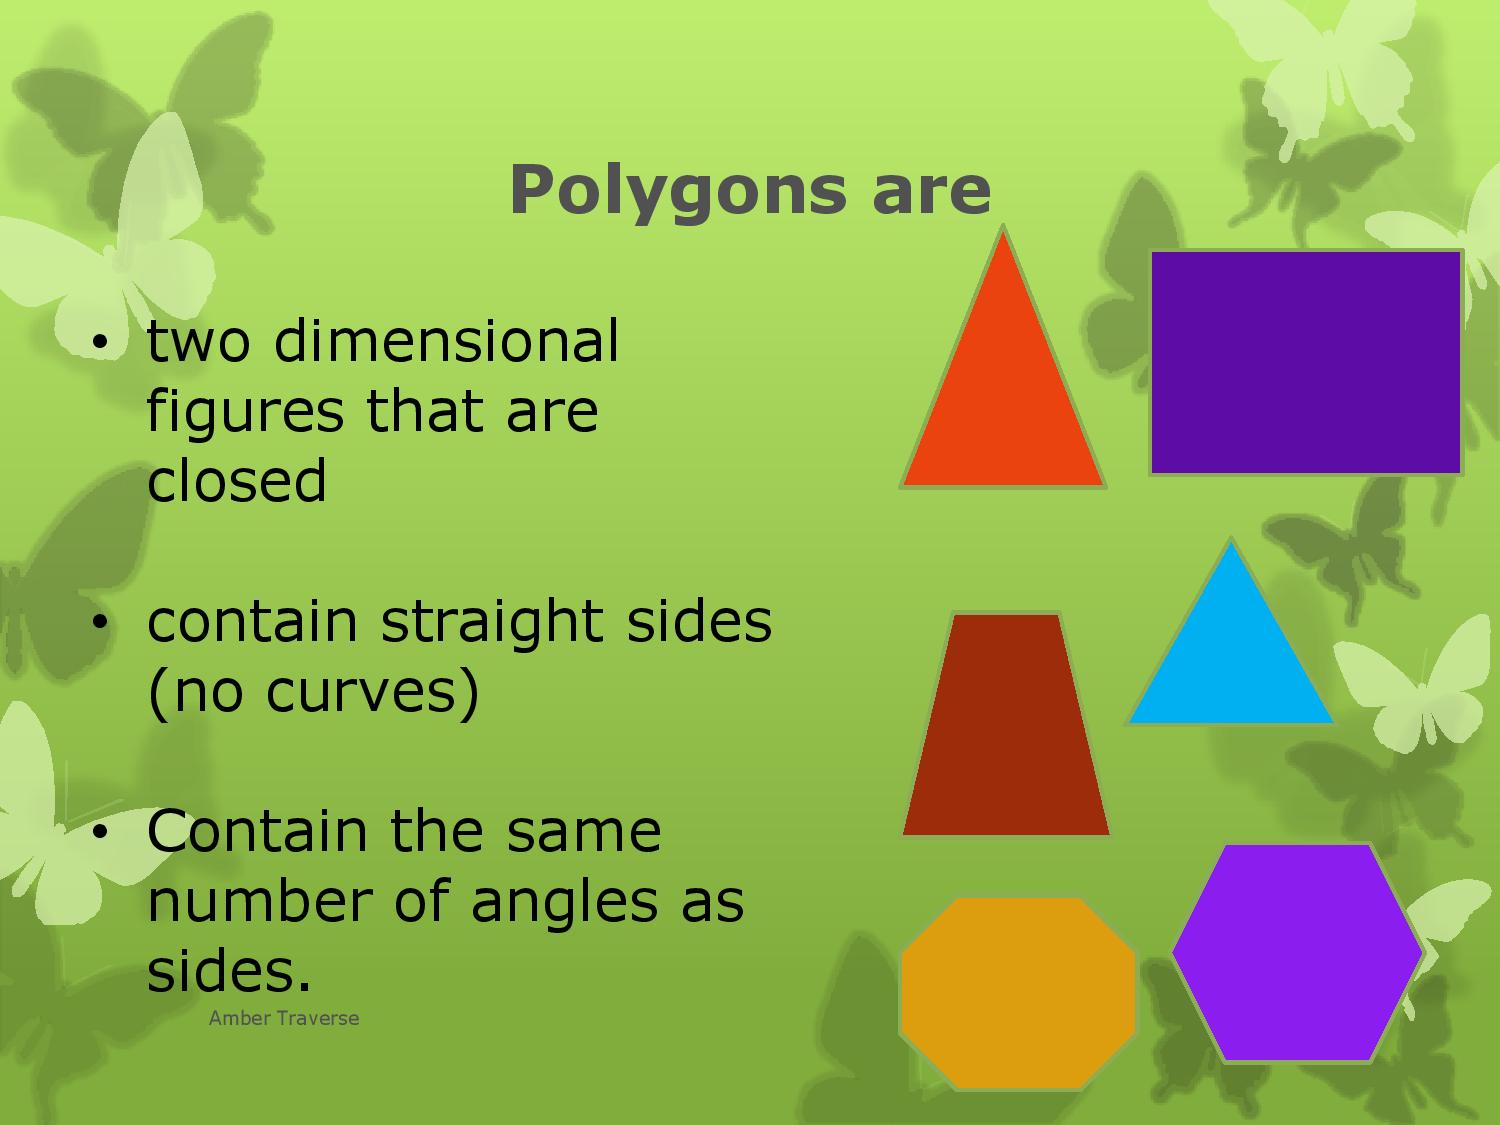 Polygons are
• two dimensional
figures that are
closed
• contain straight sides
(no curves)
• Contain the same
number of angles as
sides.
Amber Traverse